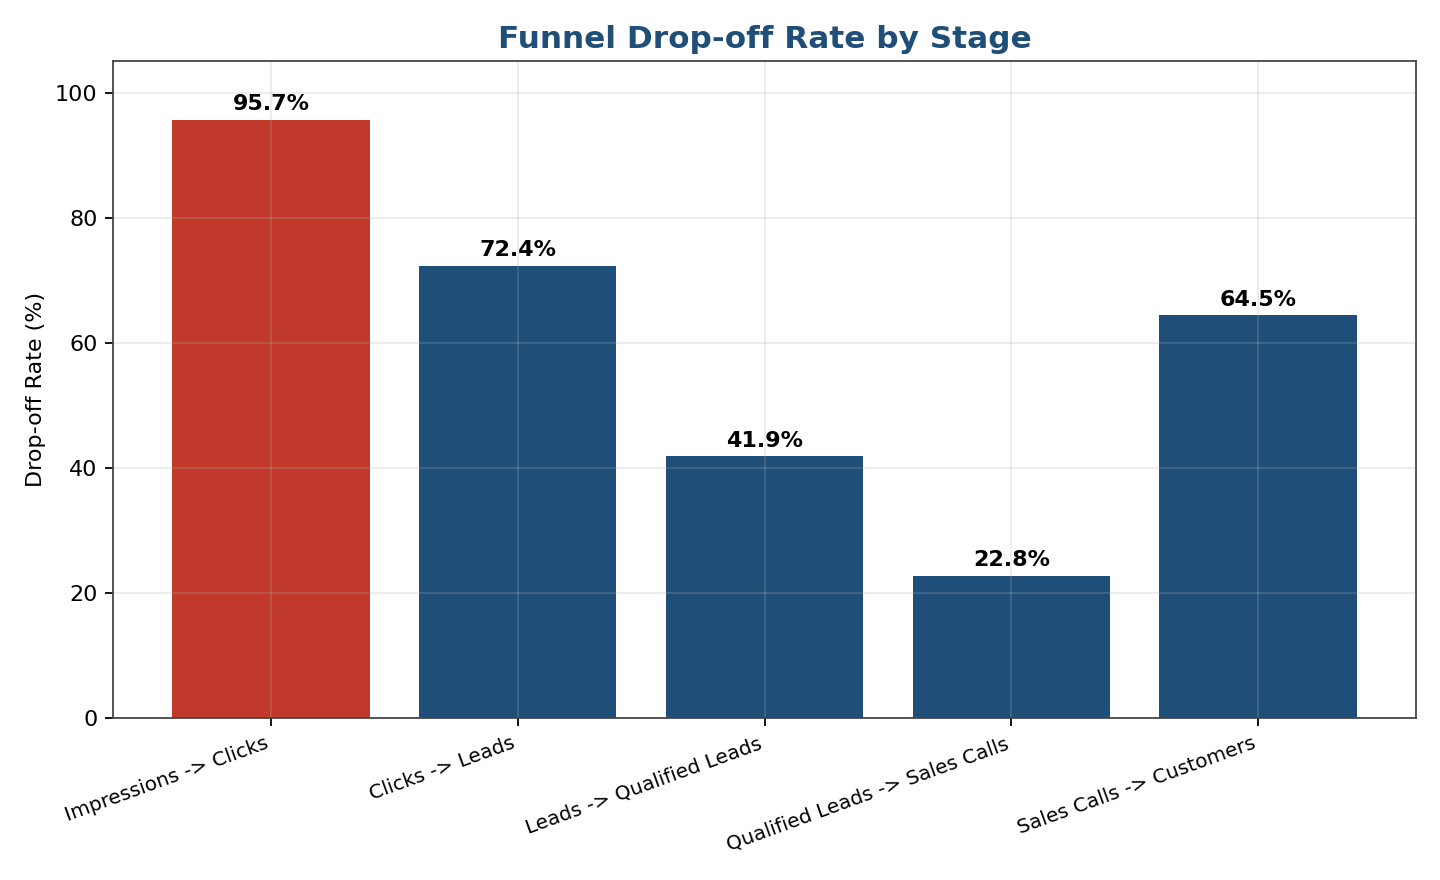 Funnel Drop-off Rate by Stage
Drop-off Rate (%)
100
80
60
40
20
0
95.7%
72.4%
41.9%
22.8%
64.5%
Impressions -> Clicks
Clicks -> Leads
Leads -> Qualified Leads
Qualified Leads -> Sales Calls
Sales Calls -> Customers